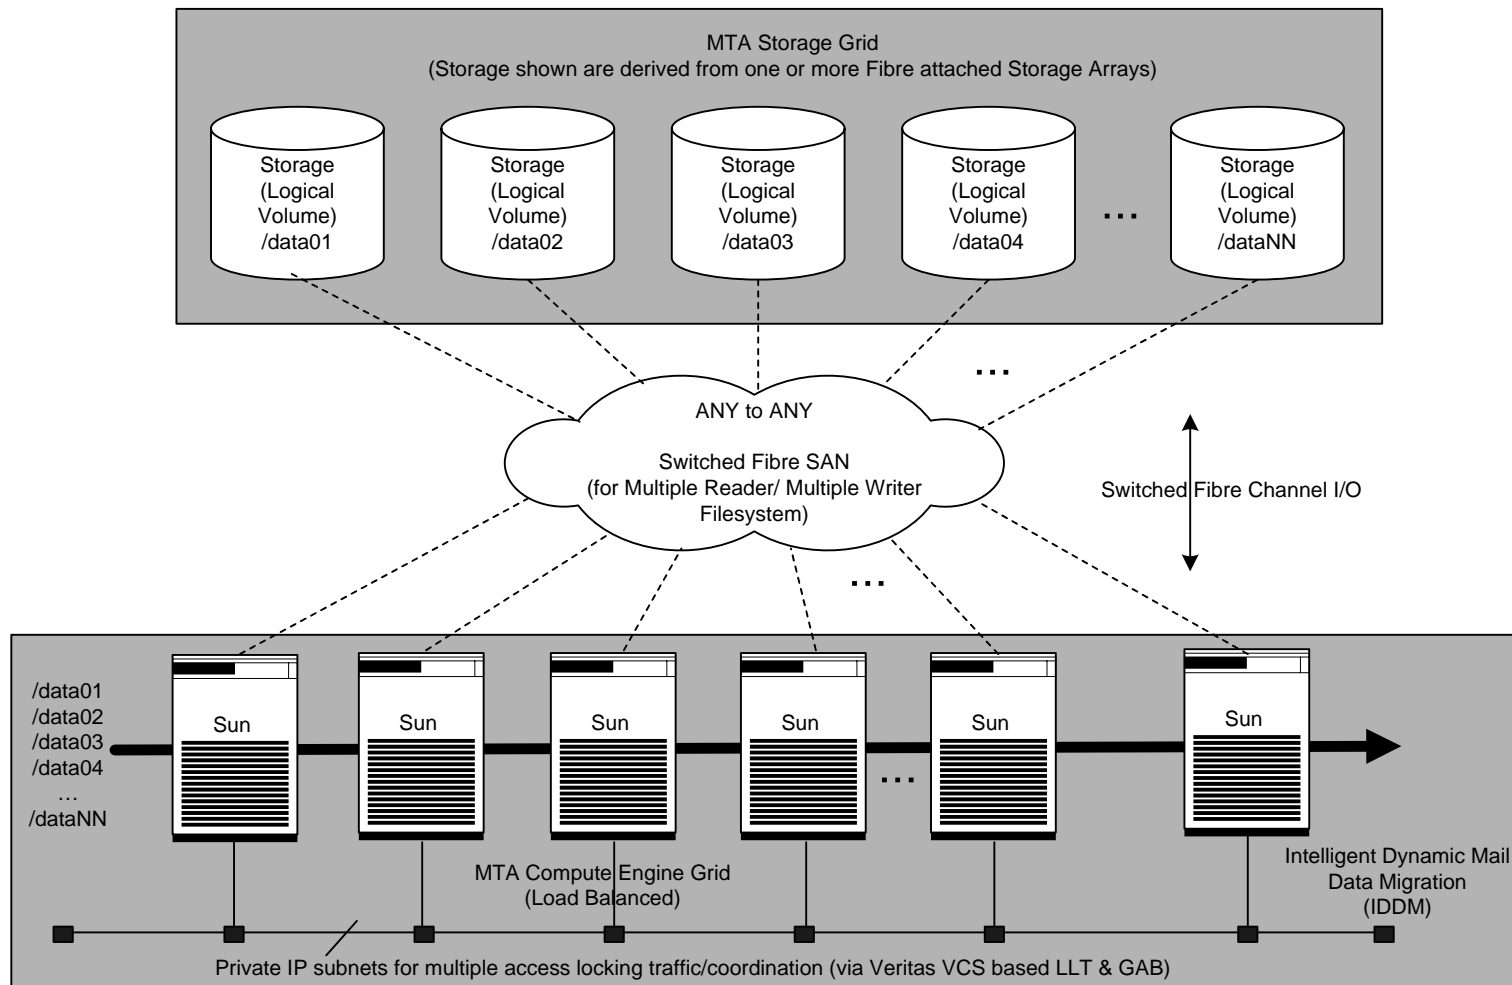 MTA Storage Grid
(Storage shown are derived from one or more Fibre attached Storage Arrays)
Storage
(Logical
Volume)
/data01
Storage
(Logical
Volume)
/data02
Storage
(Logical
Volume)
/data03
Storage
(Logical
Volume)
/data04
...
Storage
(Logical
Volume)
/dataNN
...
ANY to ANY
Switched Fibre SAN
(for Multiple Reader/ Multiple Writer
Filesystem)
Switched Fibre Channel I/O
...
/data01
/data02
/data03
/data04
...
/dataNN
Sun
Sun
Sun
Sun
...
Sun
Sun
MTA Compute Engine Grid
(Load Balanced)
Intelligent Dynamic Mail
Data Migration
(IDDM)
Private IP subnets for multiple access locking traffic/coordination (via Veritas VCS based LLT & GAB)